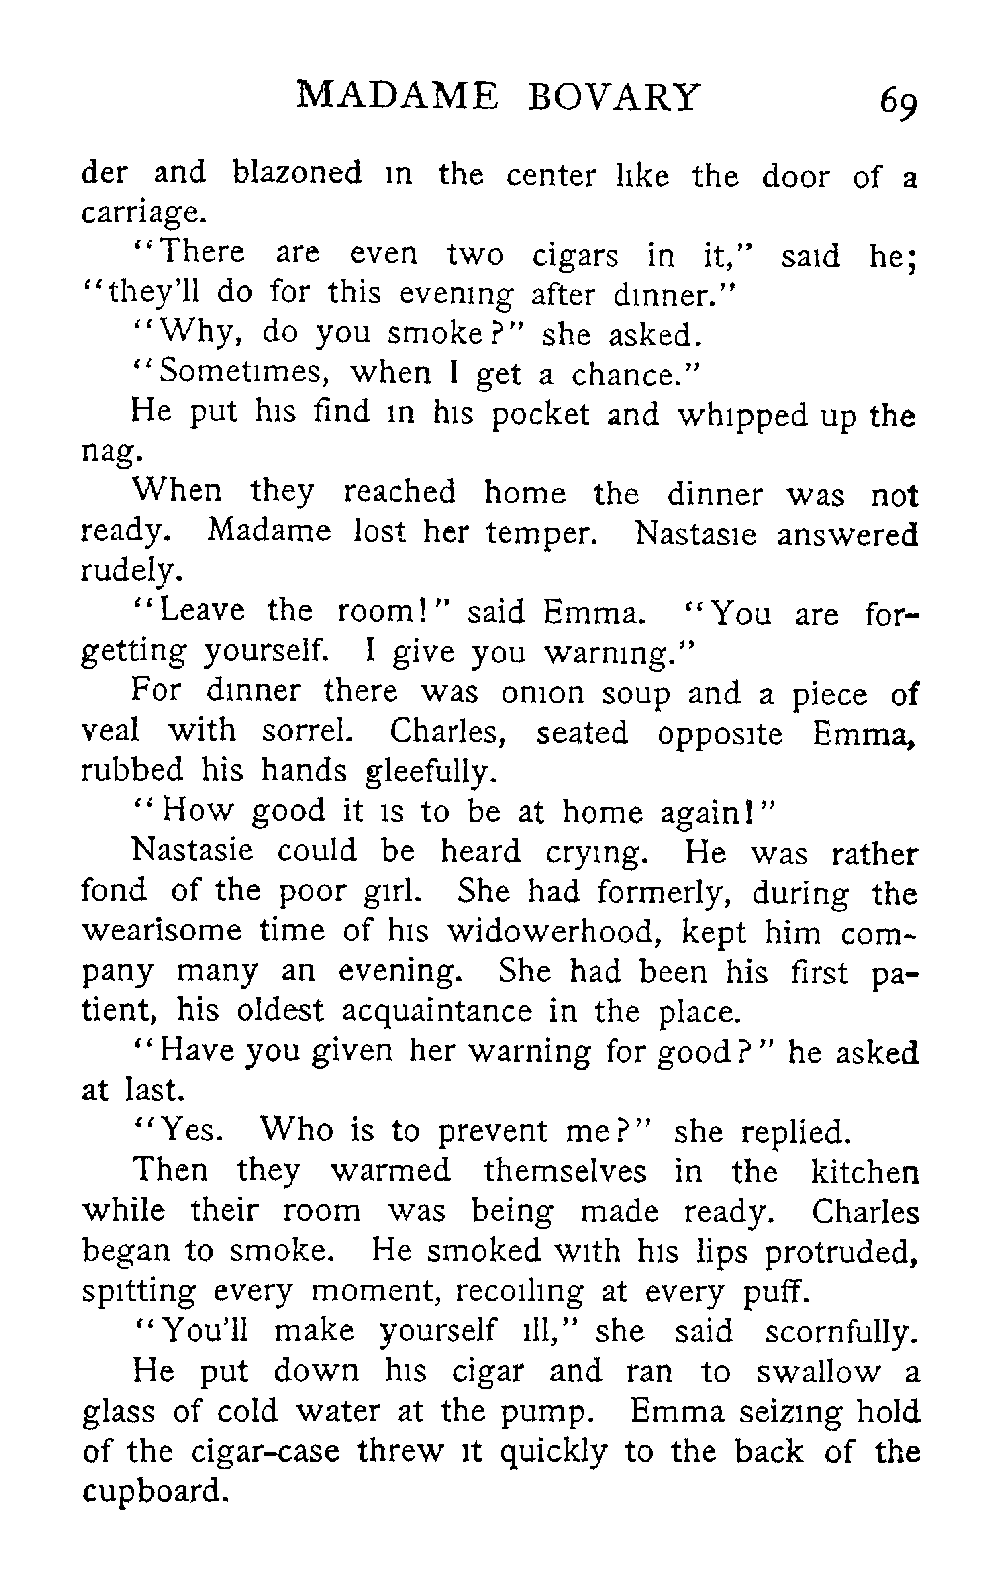 MADAME BOVARY 69
der and blazoned in the center like the door of a
carriage.
"There are even two cigars in it," said he;
"they'll do for this evening after dinner."
"Why, do you smoke?" she asked.
"Sometimes, when I get a chance."
He put his find in his pocket and whipped up the
nag.
When they reached home the dinner was not
ready. Madame lost her temper. Nastasie answered
rudely.
"Leave the room!" said Emma. "You are for-
getting yourself. I give you warning."
For dinner there was onion soup and a piece of
veal with sorrel. Charles, seated opposite Emma,
rubbed his hands gleefully.
"How good it is to be at home again!"
Nastasie could be heard crying. He was rather
fond of the poor girl. She had formerly, during the
wearisome time of his widowerhood, kept him com-
pany many an evening. She had been his first pa-
tient, his oldest acquaintance in the place.
"Have you given her warning for good?" he asked
at last.
"Yes. Who is to prevent me?" she replied.
Then they warmed themselves in the kitchen
while their room was being made ready. Charles
began to smoke. He smoked with his lips protruded,
spitting every moment, recoiling at every puff.
"You'll make yourself ill," she said scornfully.
He put down his cigar and ran to swallow a
glass of cold water at the pump. Emma seizing hold
of the cigar-case threw it quickly to the back of the
cupboard.